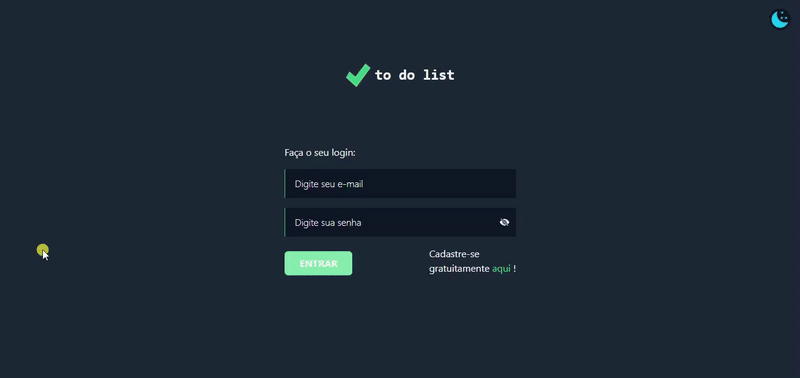 to do list
Faça o seu login:
Digite seu e-mail
Digite sua senha
ENTRAR
Cadastre-se
gratuitamente aqui !